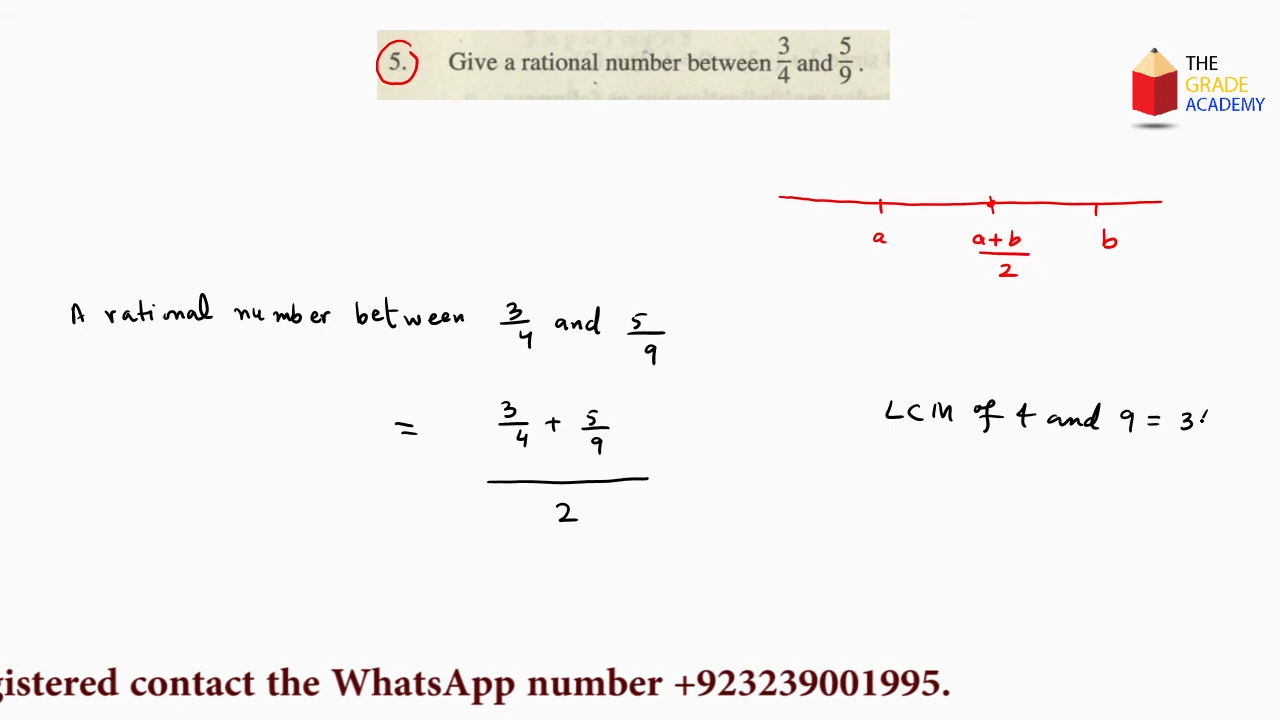 5. Give a rational number between 3/4 and 5/9.
THE
GRADE
ACADEMY
a
a+b
2
b
A rational number between 3/4 and 5/9
= 3/4 + 5/9
2
LCM of 4 and 9 = 3
gistered contact the WhatsApp number +923239001995.